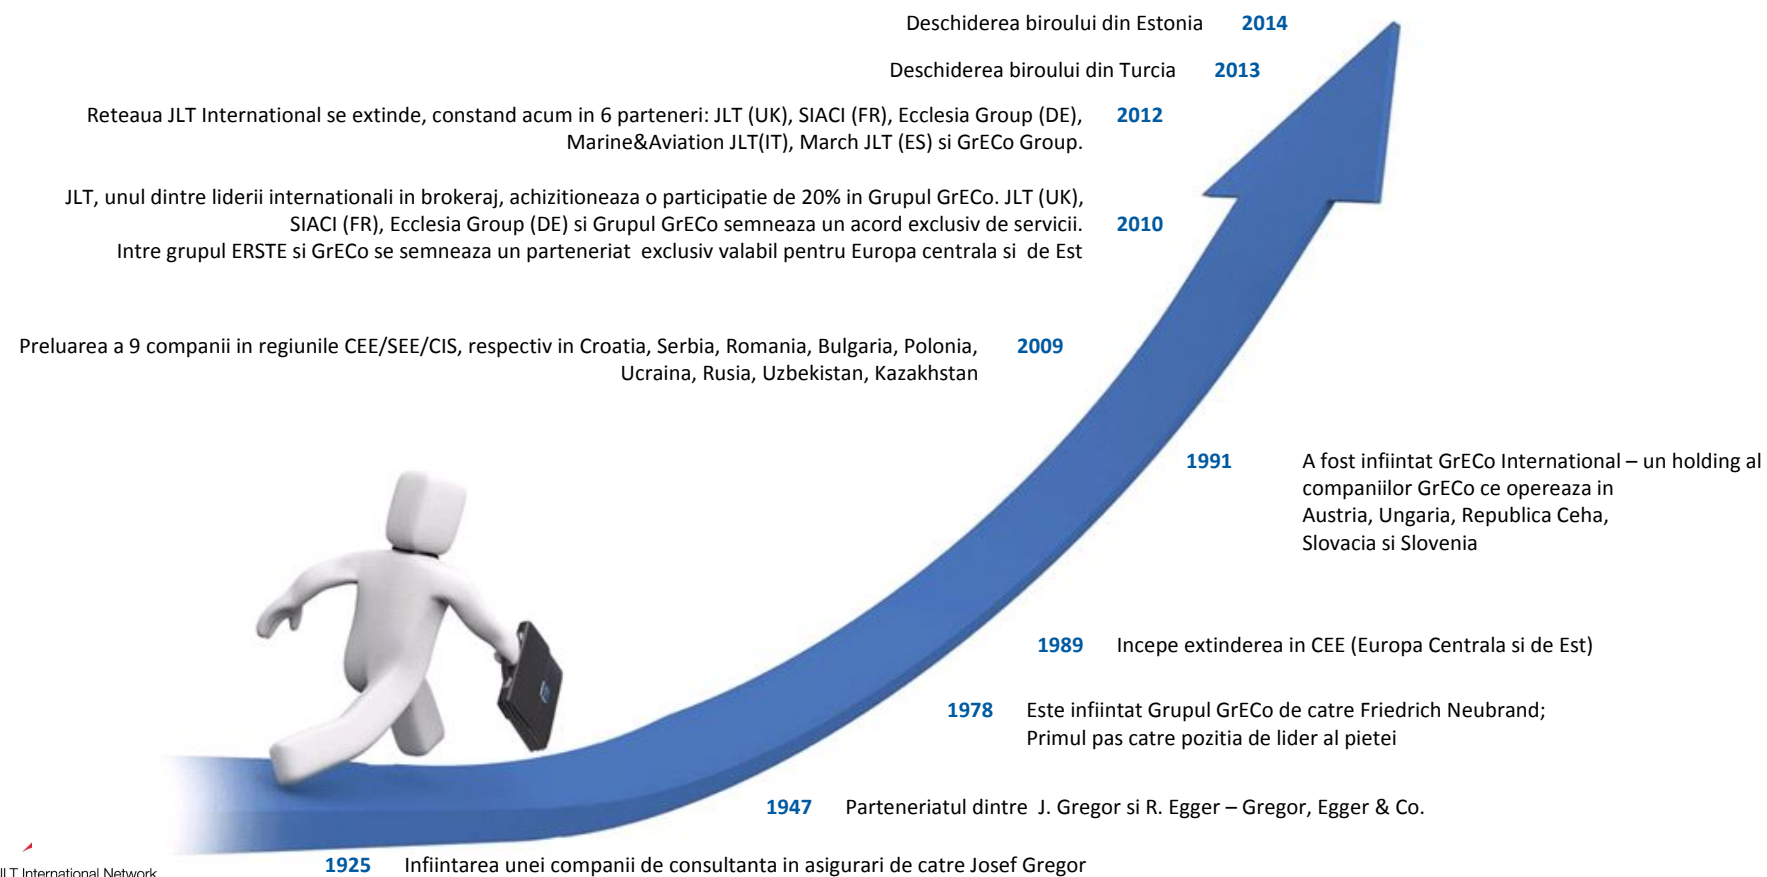 Deschiderea biroului din Estonia 2014
Deschiderea biroului din Turcia 2013
Reteaua JLT International se extinde, constand acum in 6 parteneri: JLT (UK), SIACI (FR), Ecclesia Group (DE), 2012
Marine&Aviation JLT(IT), March JLT (ES) si GrECo Group.
JLT, unul dintre liderii internationali in brokeraj, achizitioneaza o participatie de 20% in Grupul GrECo. JLT (UK),
SIACI (FR), Ecclesia Group (DE) si Grupul GrECo semneaza un acord exclusiv de servicii. 2010
Intre grupul ERSTE si GrECo se semneaza un parteneriat exclusiv valabil pentru Europa centrala si de Est
Preluarea a 9 companii in regiunile CEE/SEE/CIS, respectiv in Croatia, Serbia, Romania, Bulgaria, Polonia, 2009
Ucraina, Rusia, Uzbekistan, Kazakhstan
1991 A fost infiintat GrECo International – un holding al
companiilor GrECo ce opereaza in
Austria, Ungaria, Republica Ceha,
Slovacia si Slovenia
1989 Incepe extinderea in CEE (Europa Centrala si de Est)
1978 Este infiintat Grupul GrECo de catre Friedrich Neubrand;
Primul pas catre pozitia de lider al pietei
1947 Parteneriatul dintre J. Gregor si R. Egger – Gregor, Egger & Co.
1925 Infiintarea unei companii de consultanta in asigurari de catre Josef Gregor
JLT International Network